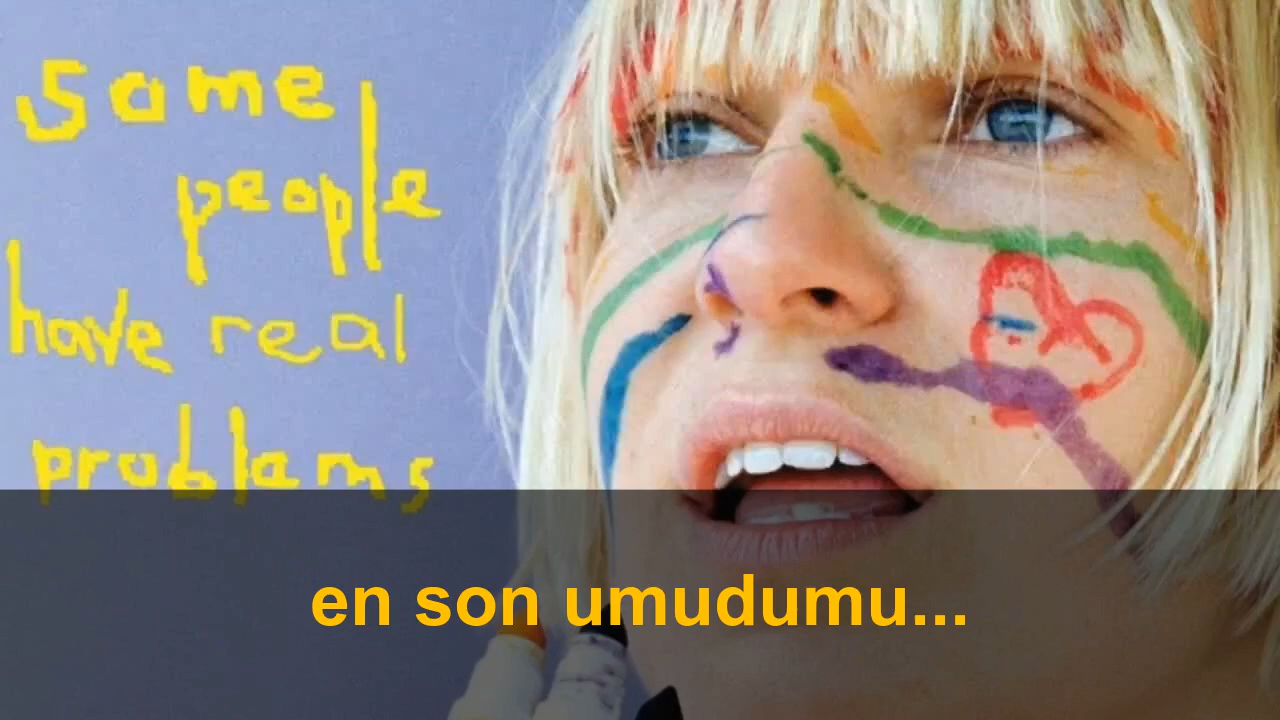 some
people
have real
problems
en son umudumu...